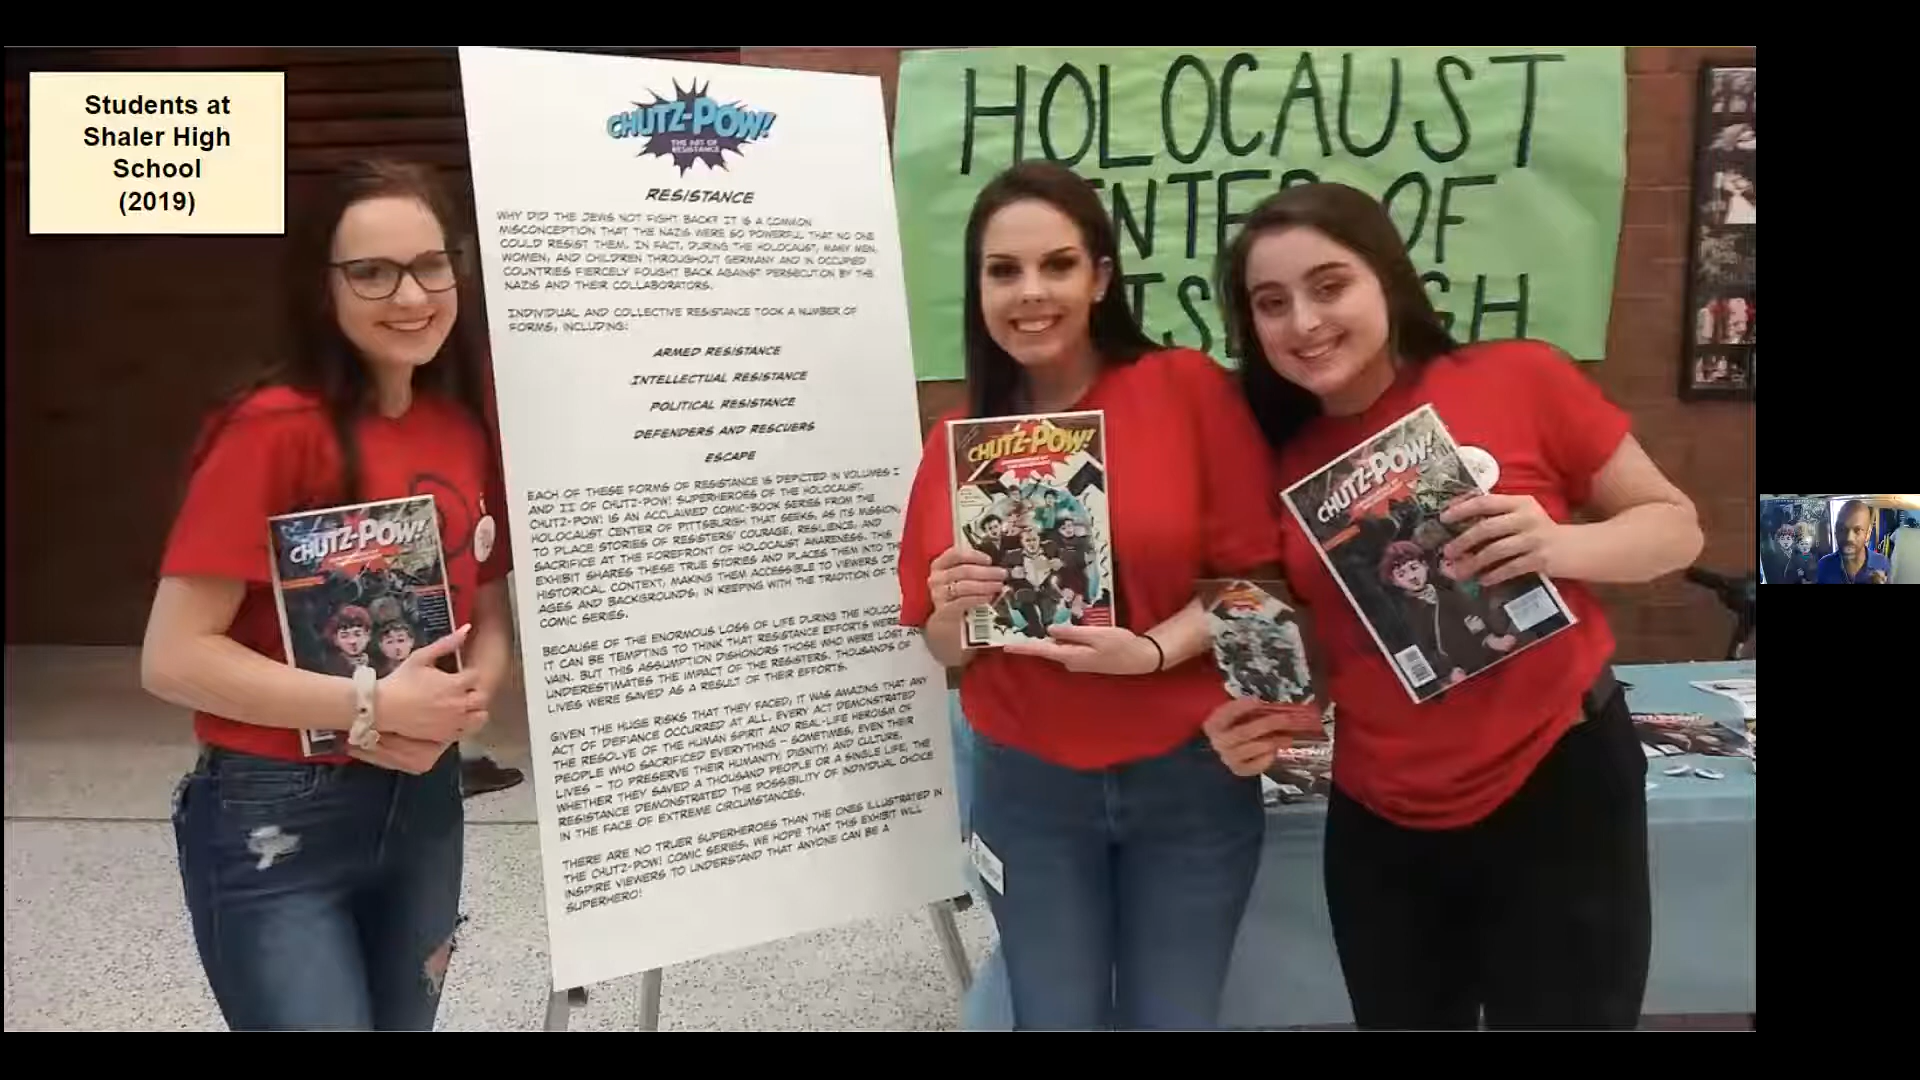 Students at
Shaler High
School
(2019)
CHUTZ-POW!
THE ART OF
RESISTANCE
RESISTANCE
WHY DID THE JEWS NOT FIGHT BACK? IT IS A COMMON
MISCONCEPTION THAT THE NAZIS WERE SO POWERFUL THAT NO ONE
COULD RESIST THEM. IN FACT, DURING THE HOLOCAUST, MANY MEN,
WOMEN, AND CHILDREN THROUGHOUT GERMANY AND IN OCCUPIED
COUNTRIES FIERCELY FOUGHT BACK AGAINST PERSECUTION BY THE
NAZIS AND THEIR COLLABORATORS.
INDIVIDUAL AND COLLECTIVE RESISTANCE TOOK A NUMBER OF
FORMS, INCLUDING:
ARMED RESISTANCE
INTELLECTUAL RESISTANCE
POLITICAL RESISTANCE
DEFENDERS AND RESCUERS
ESCAPE
EACH OF THESE FORMS OF RESISTANCE IS DEPICTED IN VOLUMES I
AND II OF CHUTZ-POW! SUPERHEROES OF THE HOLOCAUST.
CHUTZ-POW! IS AN ACCLAIMED COMIC-BOOK SERIES FROM THE
HOLOCAUST CENTER OF PITTSBURGH THAT SEEKS, AS ITS MISSION,
TO PLACE STORIES OF RESISTERS' COURAGE, RESILIENCE, AND
SACRIFICE AT THE FOREFRONT OF HOLOCAUST AWARENESS. THIS
EXHIBIT SHARES THESE TRUE STORIES AND PLACES THEM INTO TH
HISTORICAL CONTEXT, MAKING THEM ACCESSIBLE TO VIEWERS OF
AGES AND BACKGROUNDS, IN KEEPING WITH THE TRADITION OF T
COMIC SERIES.
BECAUSE OF THE ENORMOUS LOSS OF LIFE DURING THE HOLOCA
IT CAN BE TEMPTING TO THINK THAT RESISTANCE EFFORTS WERE
VAIN. BUT THIS ASSUMPTION DISHONORS THOSE WHO WERE LOST AND
UNDERESTIMATES THE IMPACT OF THE RESISTERS. THOUSANDS OF
LIVES WERE SAVED AS A RESULT OF THEIR EFFORTS.
GIVEN THE HUGE RISKS THAT THEY FACED, IT WAS AMAZING THAT ANY
ACT OF DEFIANCE OCCURRED AT ALL. EVERY ACT DEMONSTRATED
THE RESOLVE OF THE HUMAN SPIRIT AND REAL-LIFE HEROISM OF
PEOPLE WHO SACRIFICED EVERYTHING – SOMETIMES, EVEN THEIR
LIVES – TO PRESERVE THEIR HUMANITY, DIGNITY, AND CULTURE.
WHETHER THEY SAVED A THOUSAND PEOPLE OR A SINGLE LIFE, THE
RESISTANCE DEMONSTRATED THE POSSIBILITY OF INDIVIDUAL CHOICE
IN THE FACE OF EXTREME CIRCUMSTANCES.
THERE ARE NO TRUER SUPERHEROES THAN THE ONES ILLUSTRATED IN
THE CHUTZ-POW! COMIC SERIES. WE HOPE THAT THIS EXHIBIT WILL
INSPIRE VIEWERS TO UNDERSTAND THAT ANYONE CAN BE A
SUPERHERO!
HOLOCAUST
ENTE OF
TS GH
CHUTZ-POW!
CHUTZ-POW!
CHUTZ-POW!